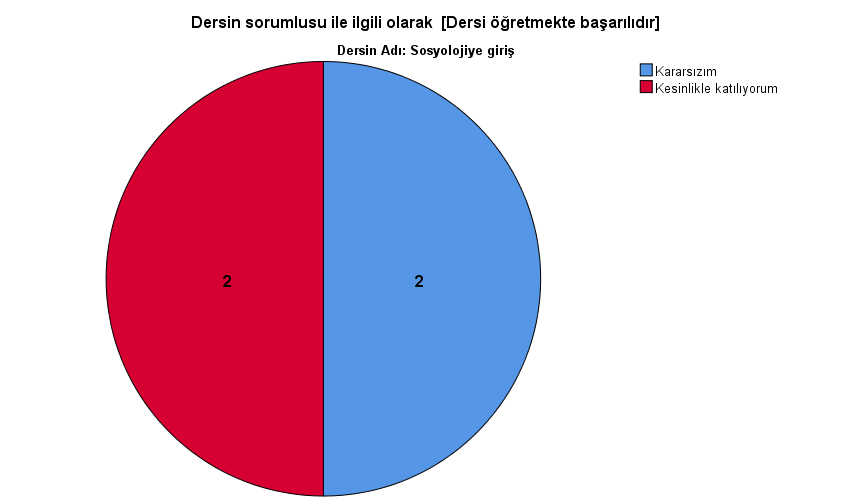 Dersin sorumlusu ile ilgili olarak  [Dersi öğretmekte başarılıdır]
Dersin Adı: Sosyolojiye giriş
Kararsızım
Kesinlikle katılıyorum
2
2